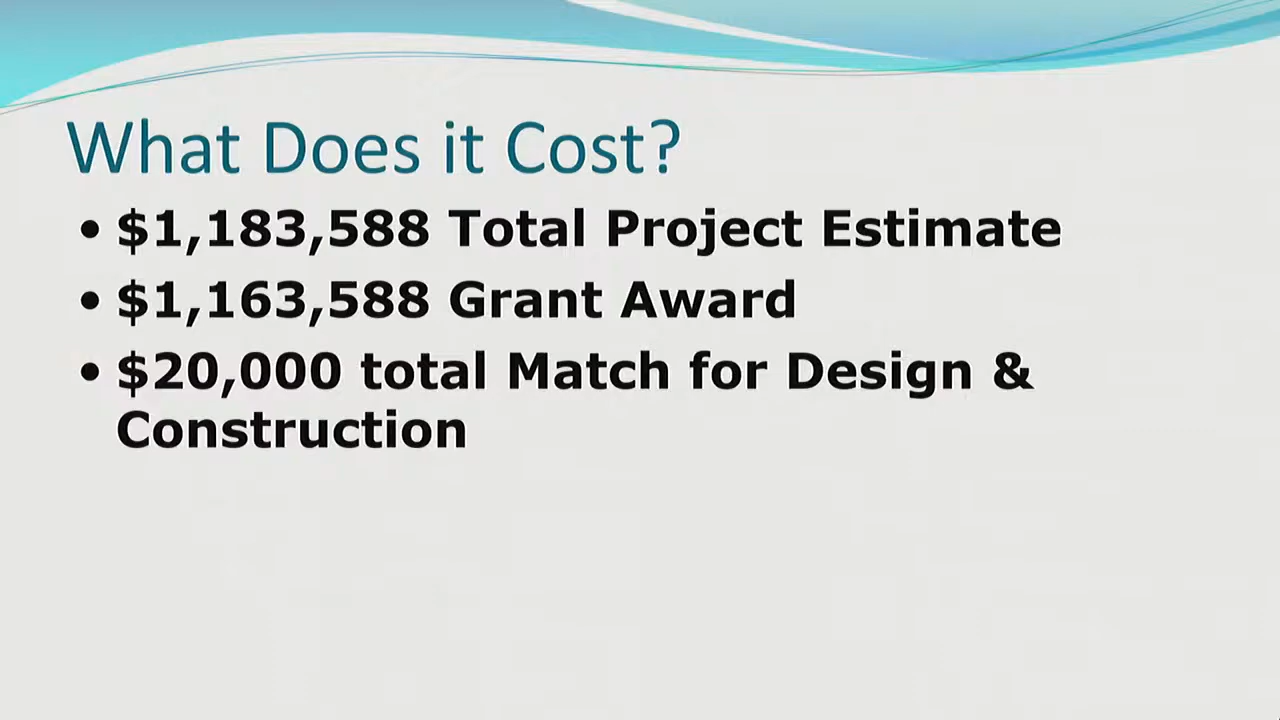 What Does it Cost?
• $1,183,588 Total Project Estimate
• $1,163,588 Grant Award
• $20,000 total Match for Design &
Construction